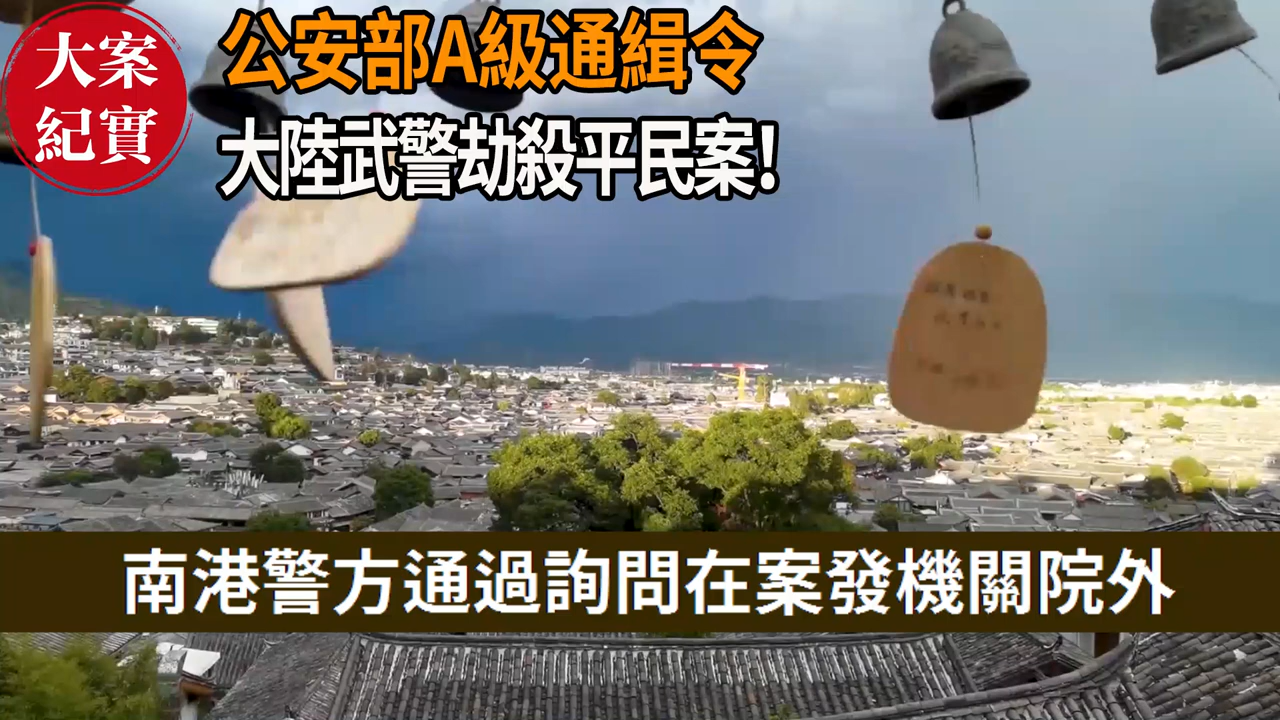 大案
紀實
公安部A級通緝令
大陸武警劫殺平民案!
南港警方通過詢問在案發機關院外